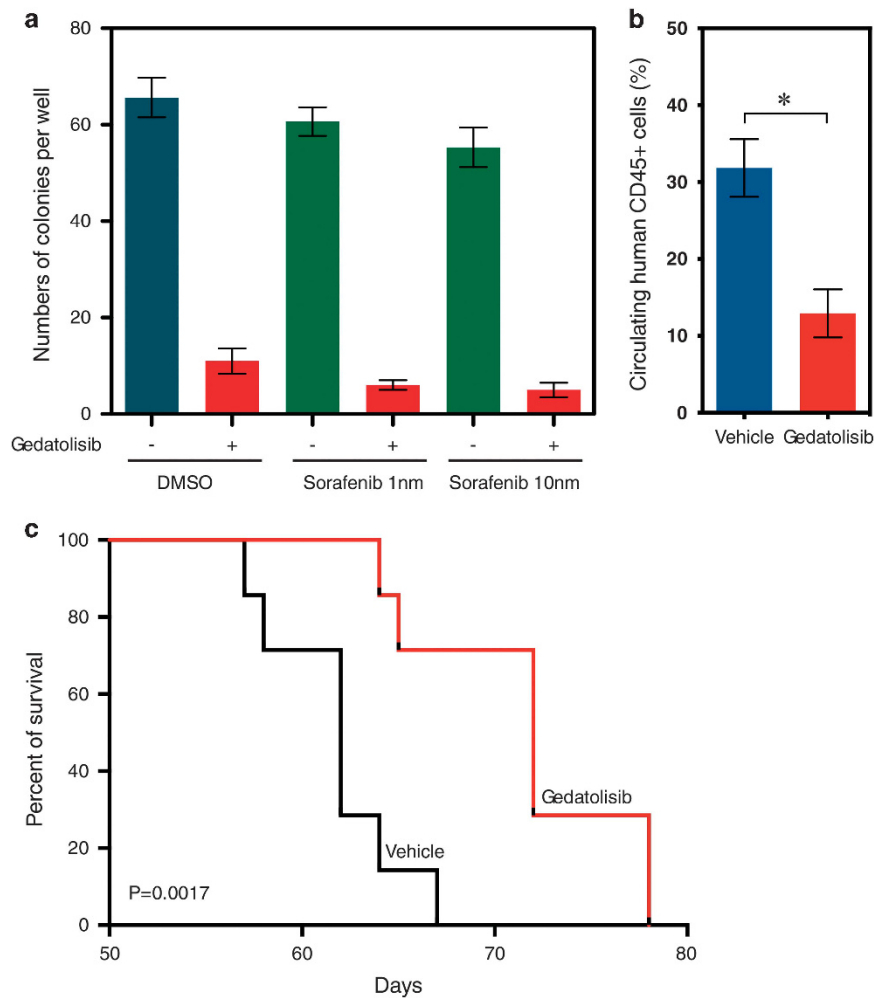 a
80
60
40
20
0
Numbers of colonies per well
Gedatolisib - + - + - +
DMSO Sorafenib 1nm Sorafenib 10nm
b
50
40
30
20
10
0
Circulating human CD45+ cells (%)
*
Vehicle Gedatolisib
c
100
80
60
40
20
0
Percent of survival
Gedatolisib
Vehicle
P=0.0017
50 60 70 80
Days